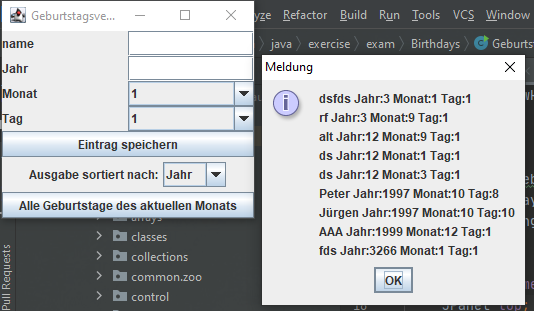 Geburtstagsve...
name
Jahr
Monat 1
Tag 1
Eintrag speichern
Ausgabe sortiert nach: Jahr
Alle Geburtstage des aktuellen Monats
Refactor Build Run Tools VCS Window
java exercise exam Birthdays Geburts
Meldung
dsfds Jahr:3 Monat:1 Tag:1
rf Jahr:3 Monat:9 Tag:1
alt Jahr:12 Monat:9 Tag:1
ds Jahr:12 Monat:1 Tag:1
ds Jahr:12 Monat:3 Tag:1
Peter Jahr:1997 Monat:10 Tag:8
Jürgen Jahr:1997 Monat:10 Tag:10
AAA Jahr:1999 Monat:12 Tag:1
fds Jahr:3266 Monat:1 Tag:1
OK
arrays
classes
collections
common.zoo
control
Pull Requests
JPanel top;